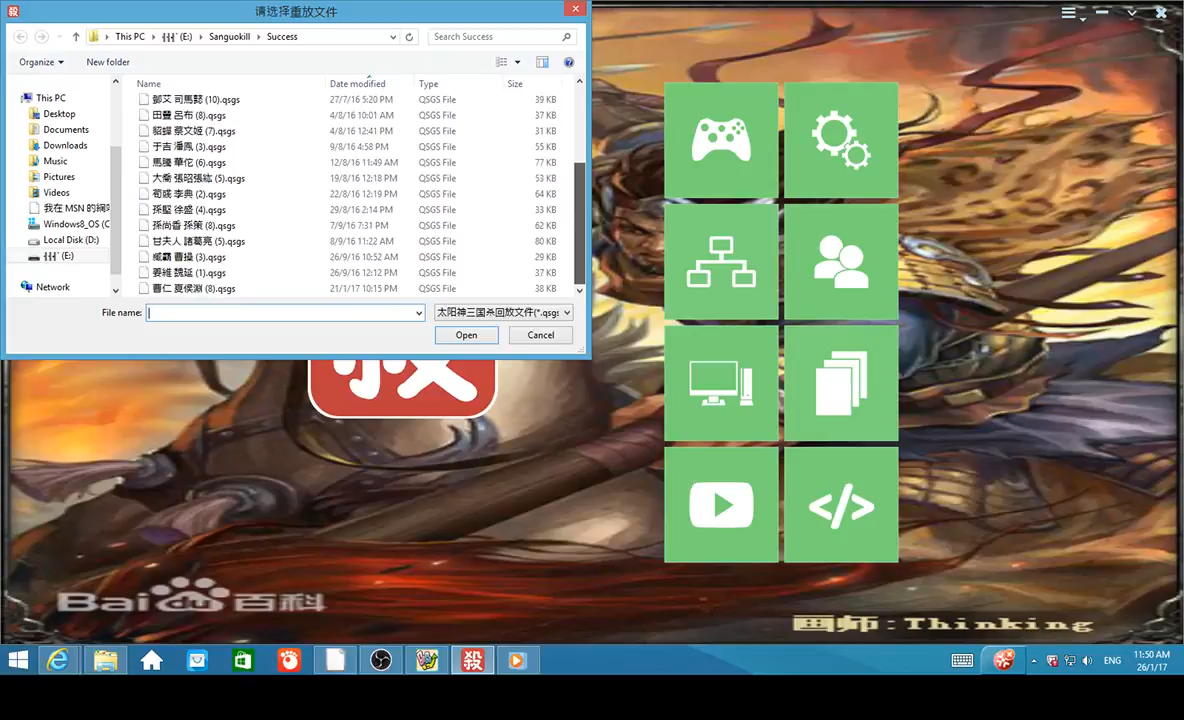 请选择重放文件
This PC
(E:)
Sanguokill
Success
Search Success
Organize
New folder
Name
Date modified
Type
Size
This PC
Desktop
Documents
Downloads
Music
Pictures
Videos
我在 MSN 的網站
Windows8_OS (C
Local Disk (D:)
(E:)
Network
鄧艾 司馬懿 (10).qsgs 27/7/16 5:20 PM QSGS File 39 KB
田豐 呂布 (8).qsgs 4/8/16 10:01 AM QSGS File 37 KB
貂蟬 蔡文姬 (7).qsgs 4/8/16 12:41 PM QSGS File 31 KB
于吉 潘鳳 (3).qsgs 9/8/16 4:58 PM QSGS File 55 KB
馬騰 華佗 (6).qsgs 12/8/16 11:49 AM QSGS File 77 KB
大喬 張昭張紘 (5).qsgs 19/8/16 12:18 PM QSGS File 53 KB
荀彧 李典 (2).qsgs 22/8/16 12:19 PM QSGS File 64 KB
孫堅 徐盛 (4).qsgs 29/8/16 2:14 PM QSGS File 33 KB
孫尚香 孫策 (8).qsgs 7/9/16 7:31 PM QSGS File 62 KB
甘夫人 諸葛亮 (5).qsgs 8/9/16 11:22 AM QSGS File 80 KB
臧霸 曹操 (3).qsgs 26/9/16 10:52 AM QSGS File 29 KB
姜維 魏延 (1).qsgs 26/9/16 12:12 PM QSGS File 37 KB
曹仁 夏侯淵 (8).qsgs 21/1/17 10:15 PM QSGS File 38 KB
File name:
太阳神三国杀回放文件(*.qsgs
Open
Cancel
Bai 百科
画师:Thinking
殺
ENG
11:50 AM
26/1/17